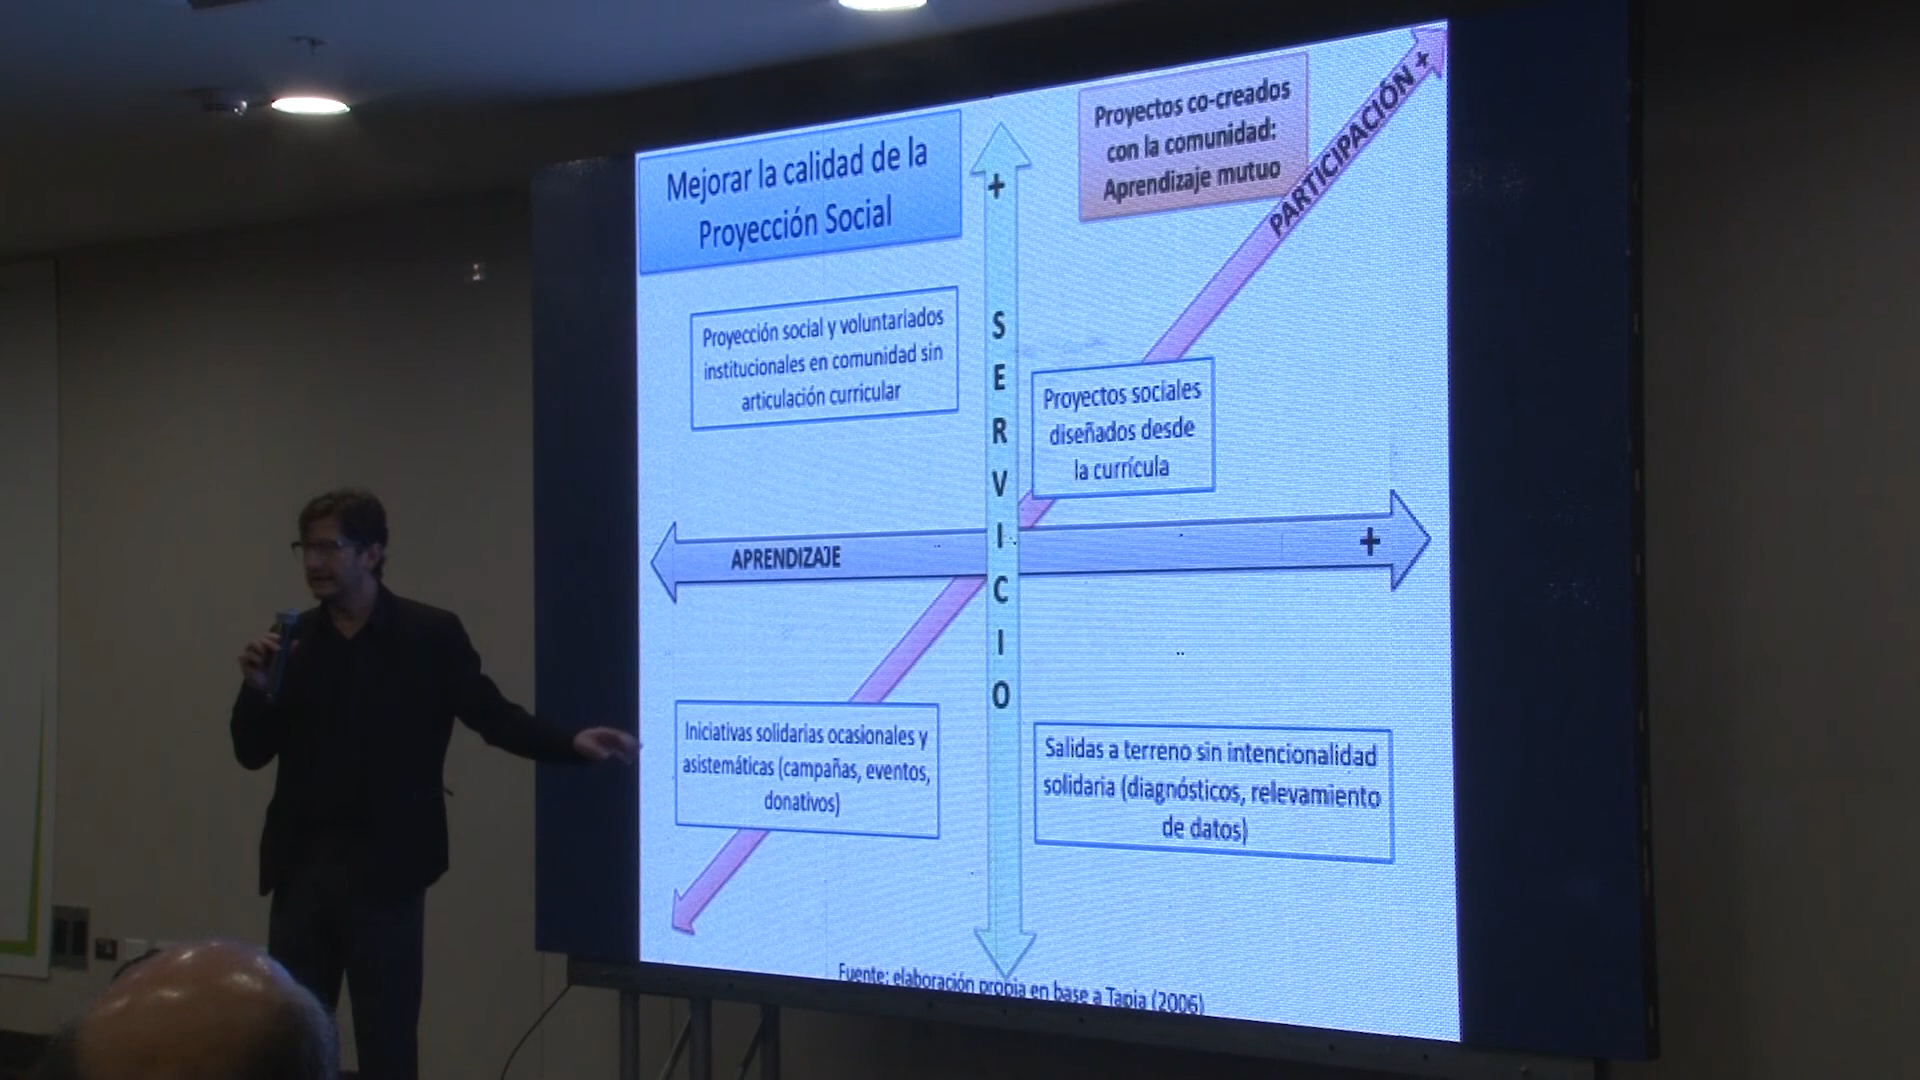 Mejorar la calidad de la
Proyección Social
Proyectos co-creados
con la comunidad:
Aprendizaje mutuo
PARTICIPACIÓN +
+
Proyección social y voluntariados
institucionales en comunidad sin
articulación curricular
SERVICIO
Proyectos sociales
diseñados desde
la currícula
APRENDIZAJE
+
Iniciativas solidarias ocasionales y
asistemáticas (campañas, eventos,
donativos)
Salidas a terreno sin intencionalidad
solidaria (diagnósticos, relevamiento
de datos)
Fuente: elaboración propia en base a Tapia (2006)